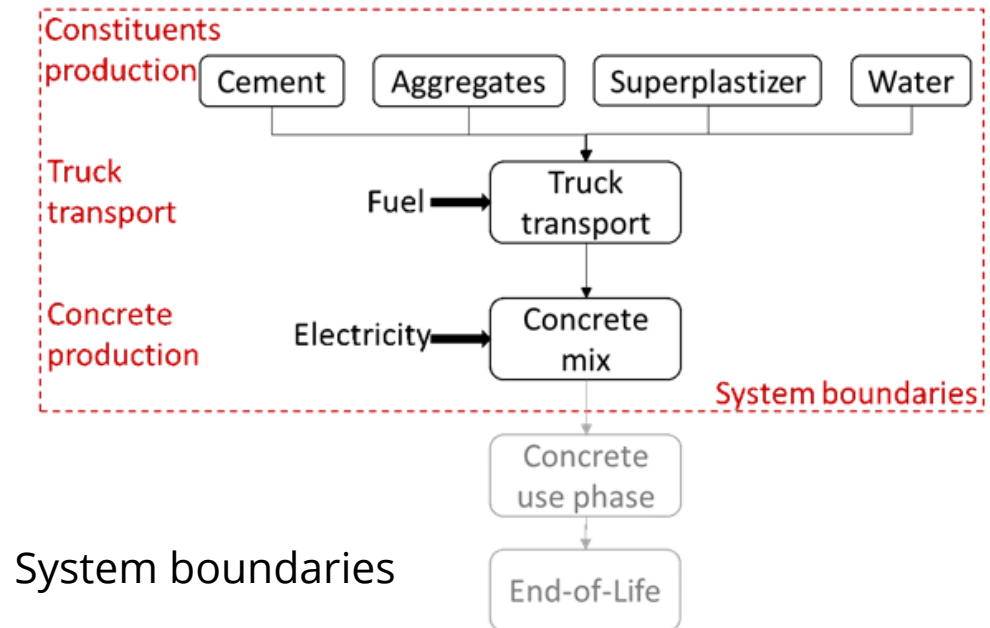 Constituents
production
Cement
Aggregates
Superplastizer
Water
Truck
transport
Fuel
Truck
transport
Concrete
production
Electricity
Concrete
mix
System boundaries
Concrete
use phase
System boundaries
End-of-Life